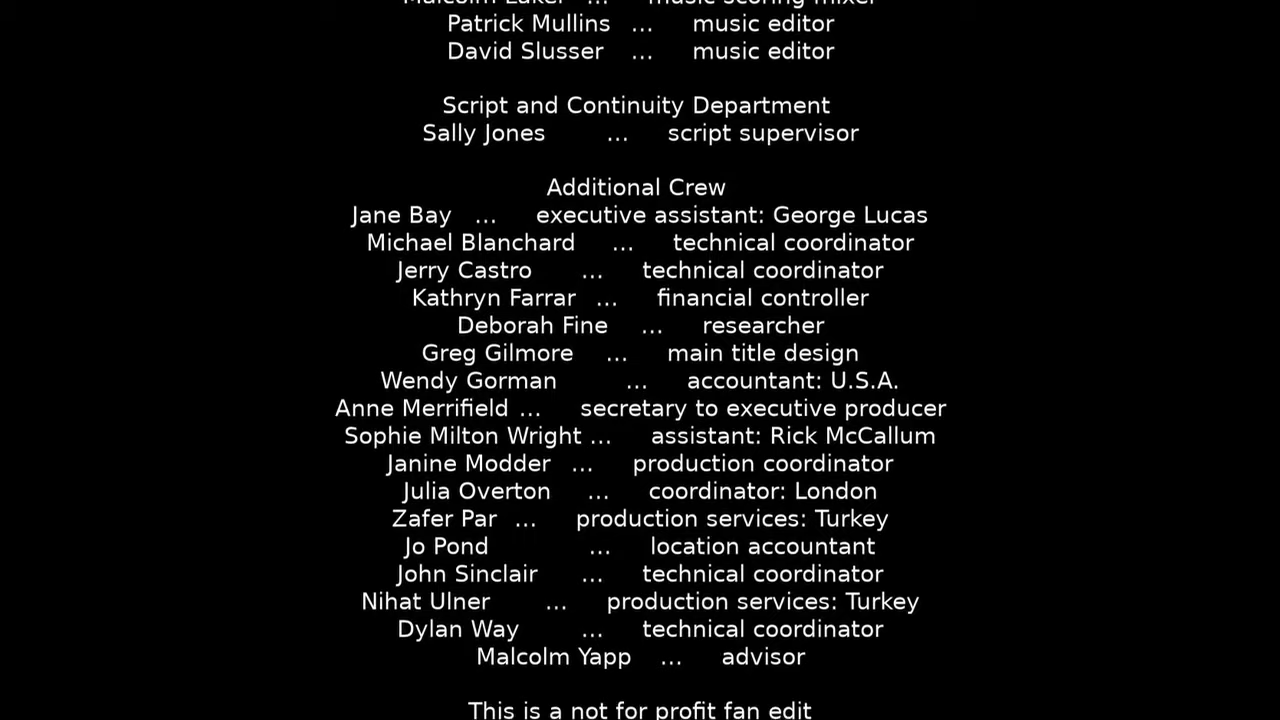 Malcolm Luker ... music scoring mixer
Patrick Mullins ... music editor
David Slusser ... music editor
Script and Continuity Department
Sally Jones ... script supervisor
Additional Crew
Jane Bay ... executive assistant: George Lucas
Michael Blanchard ... technical coordinator
Jerry Castro ... technical coordinator
Kathryn Farrar ... financial controller
Deborah Fine ... researcher
Greg Gilmore ... main title design
Wendy Gorman ... accountant: U.S.A.
Anne Merrifield ... secretary to executive producer
Sophie Milton Wright ... assistant: Rick McCallum
Janine Modder ... production coordinator
Julia Overton ... coordinator: London
Zafer Par ... production services: Turkey
Jo Pond ... location accountant
John Sinclair ... technical coordinator
Nihat Ulner ... production services: Turkey
Dylan Way ... technical coordinator
Malcolm Yapp ... advisor
This is a not for profit fan edit